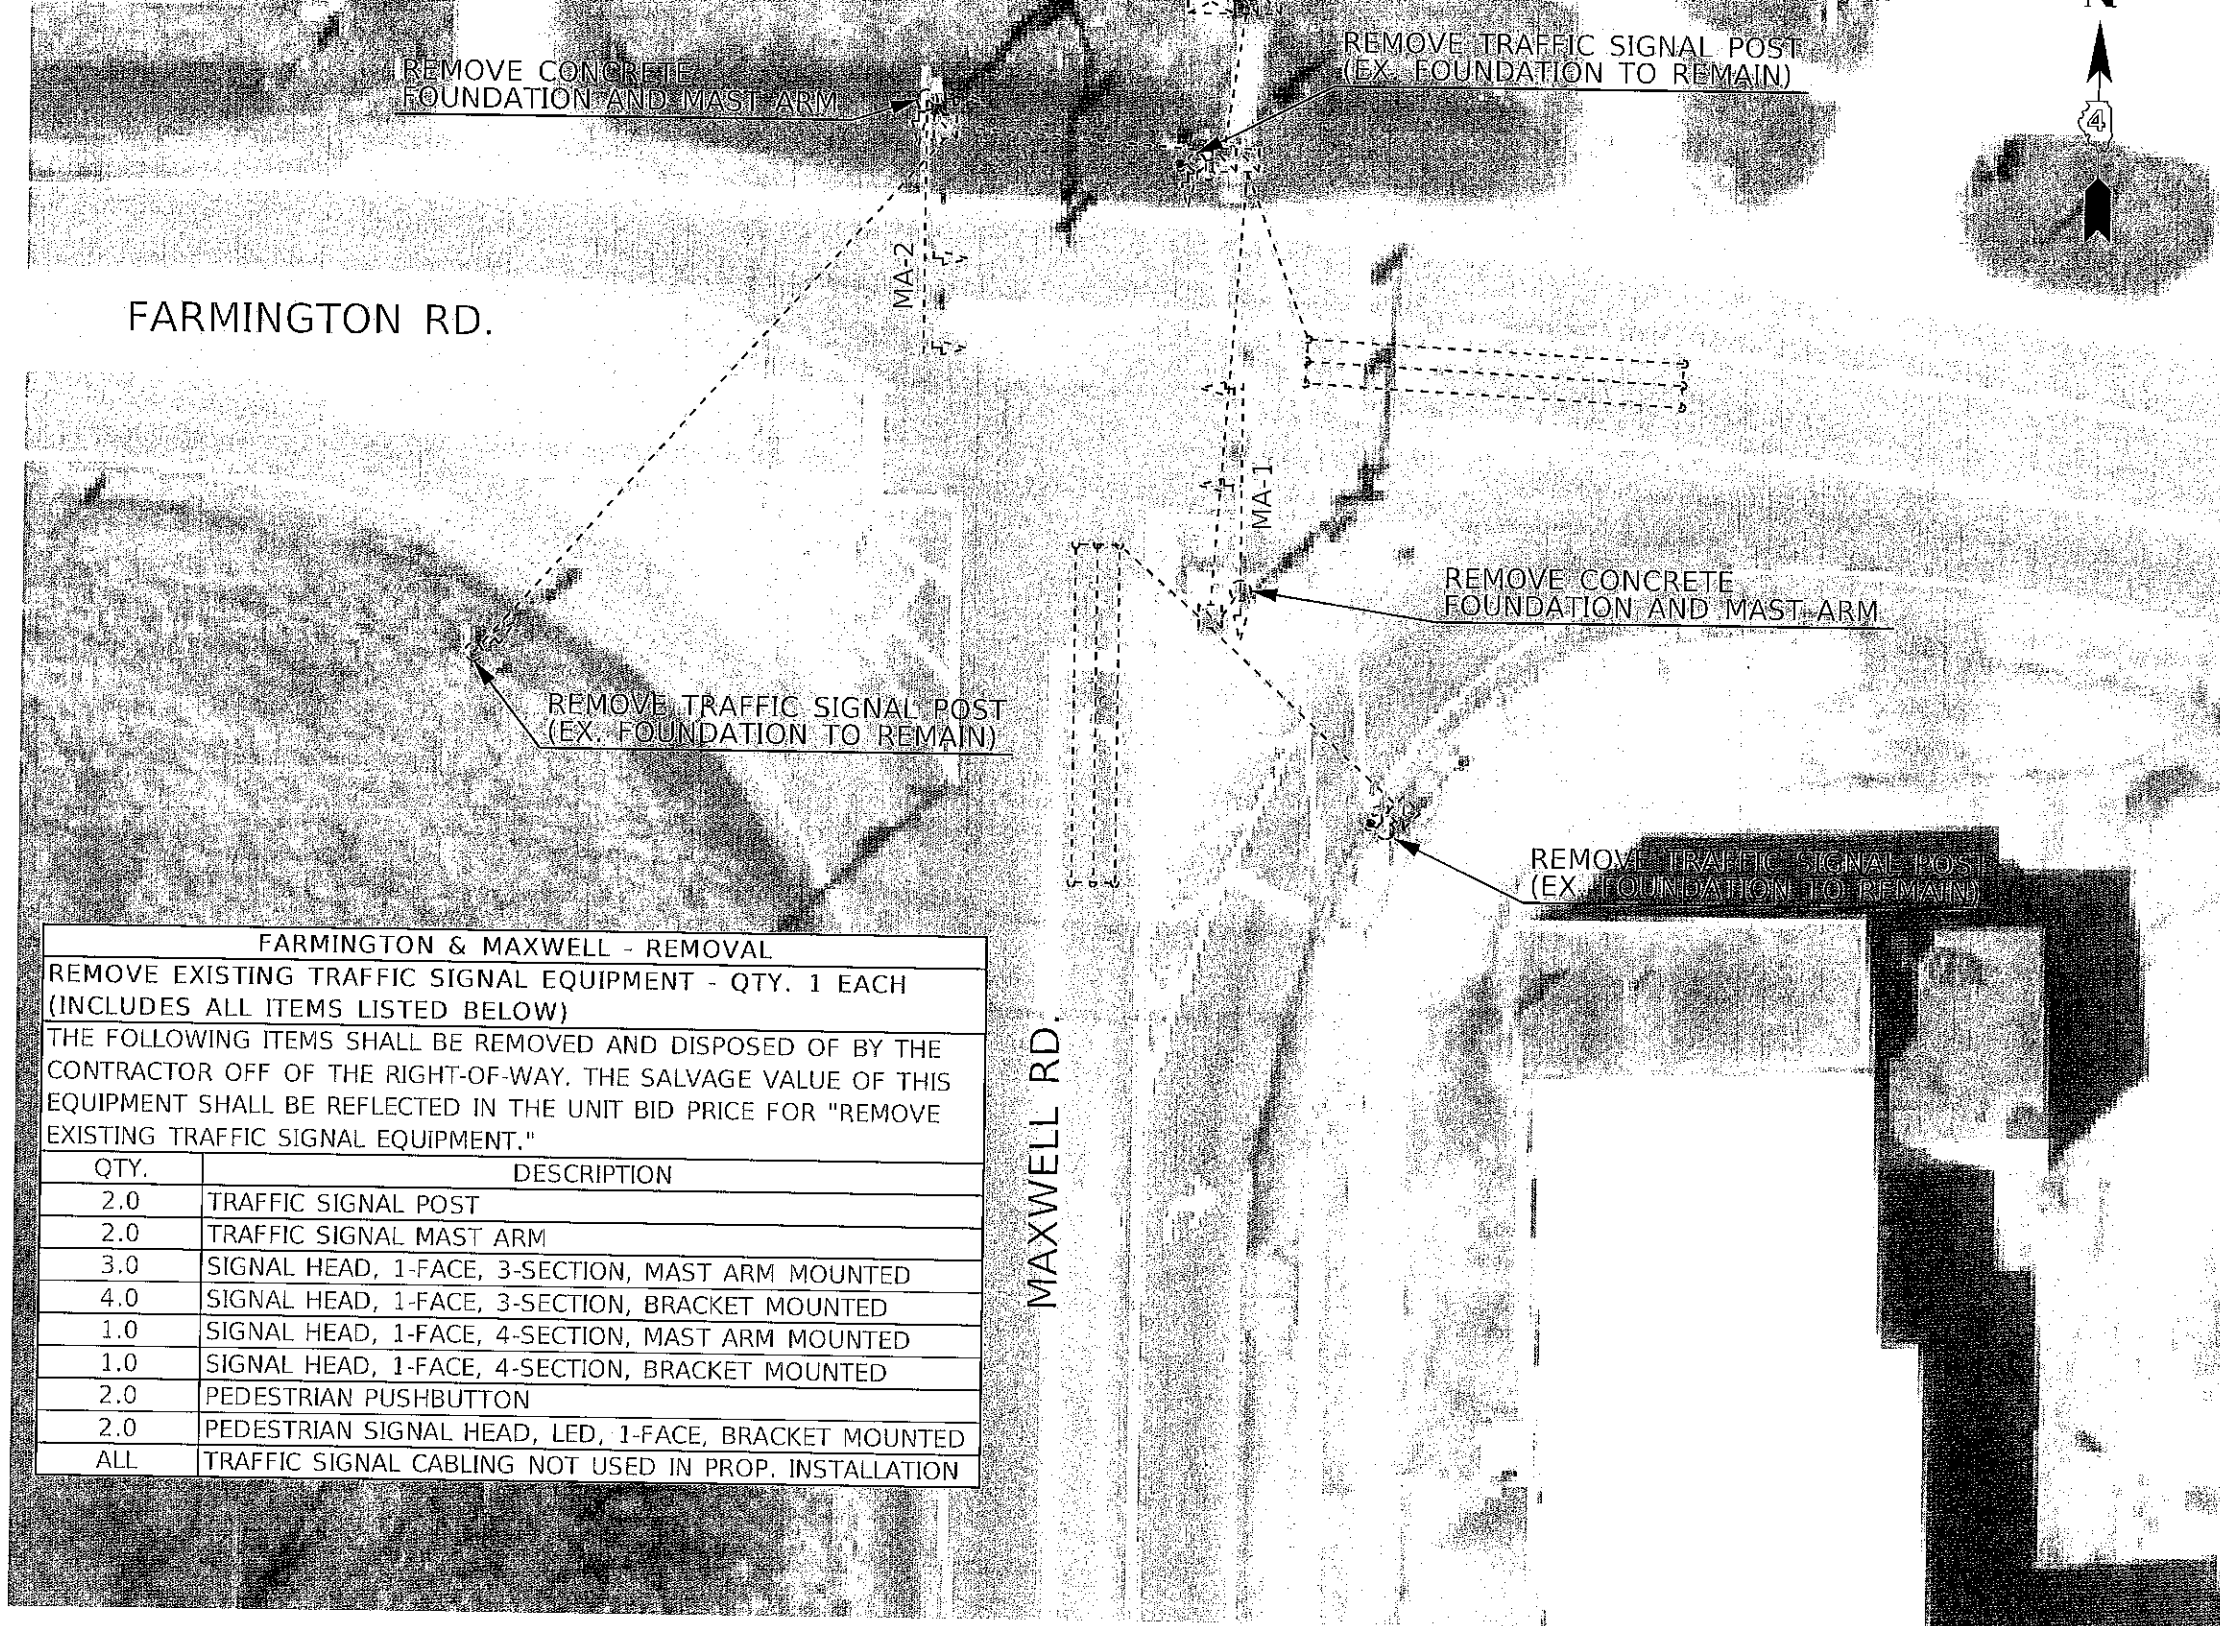 N
4
REMOVE TRAFFIC SIGNAL POST
(EX. FOUNDATION TO REMAIN)
REMOVE CONCRETE
FOUNDATION AND MAST ARM
MA-2
FARMINGTON RD.
MA-1
REMOVE CONCRETE
FOUNDATION AND MAST ARM
REMOVE TRAFFIC SIGNAL POST
(EX. FOUNDATION TO REMAIN)
REMOVE TRAFFIC SIGNAL POST
(EX. FOUNDATION TO REMAIN)
MAXWELL RD.
FARMINGTON & MAXWELL - REMOVAL
REMOVE EXISTING TRAFFIC SIGNAL EQUIPMENT - QTY. 1 EACH
(INCLUDES ALL ITEMS LISTED BELOW)
THE FOLLOWING ITEMS SHALL BE REMOVED AND DISPOSED OF BY THE
CONTRACTOR OFF OF THE RIGHT-OF-WAY. THE SALVAGE VALUE OF THIS
EQUIPMENT SHALL BE REFLECTED IN THE UNIT BID PRICE FOR "REMOVE
EXISTING TRAFFIC SIGNAL EQUIPMENT."
QTY. DESCRIPTION
2.0 TRAFFIC SIGNAL POST
2.0 TRAFFIC SIGNAL MAST ARM
3.0 SIGNAL HEAD, 1-FACE, 3-SECTION, MAST ARM MOUNTED
4.0 SIGNAL HEAD, 1-FACE, 3-SECTION, BRACKET MOUNTED
1.0 SIGNAL HEAD, 1-FACE, 4-SECTION, MAST ARM MOUNTED
1.0 SIGNAL HEAD, 1-FACE, 4-SECTION, BRACKET MOUNTED
2.0 PEDESTRIAN PUSHBUTTON
2.0 PEDESTRIAN SIGNAL HEAD, LED, 1-FACE, BRACKET MOUNTED
ALL TRAFFIC SIGNAL CABLING NOT USED IN PROP. INSTALLATION